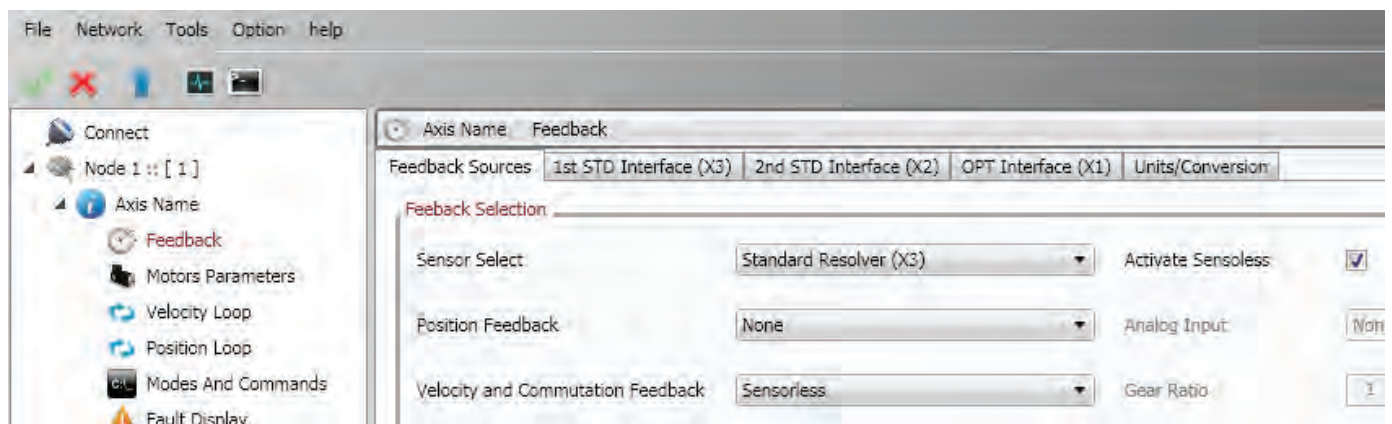 File Network Tools Option help
Connect
Node 1 :: [ 1 ]
Axis Name
Feedback
Motors Parameters
Velocity Loop
Position Loop
Modes And Commands
Fault Display
Axis Name Feedback
Feedback Sources 1st STD Interface (X3) 2nd STD Interface (X2) OPT Interface (X1) Units/Conversion
Feeback Selection
Sensor Select Standard Resolver (X3) Activate Sensoless
Position Feedback None Analog Input Non
Velocity and Commutation Feedback Sensorless Gear Ratio 1